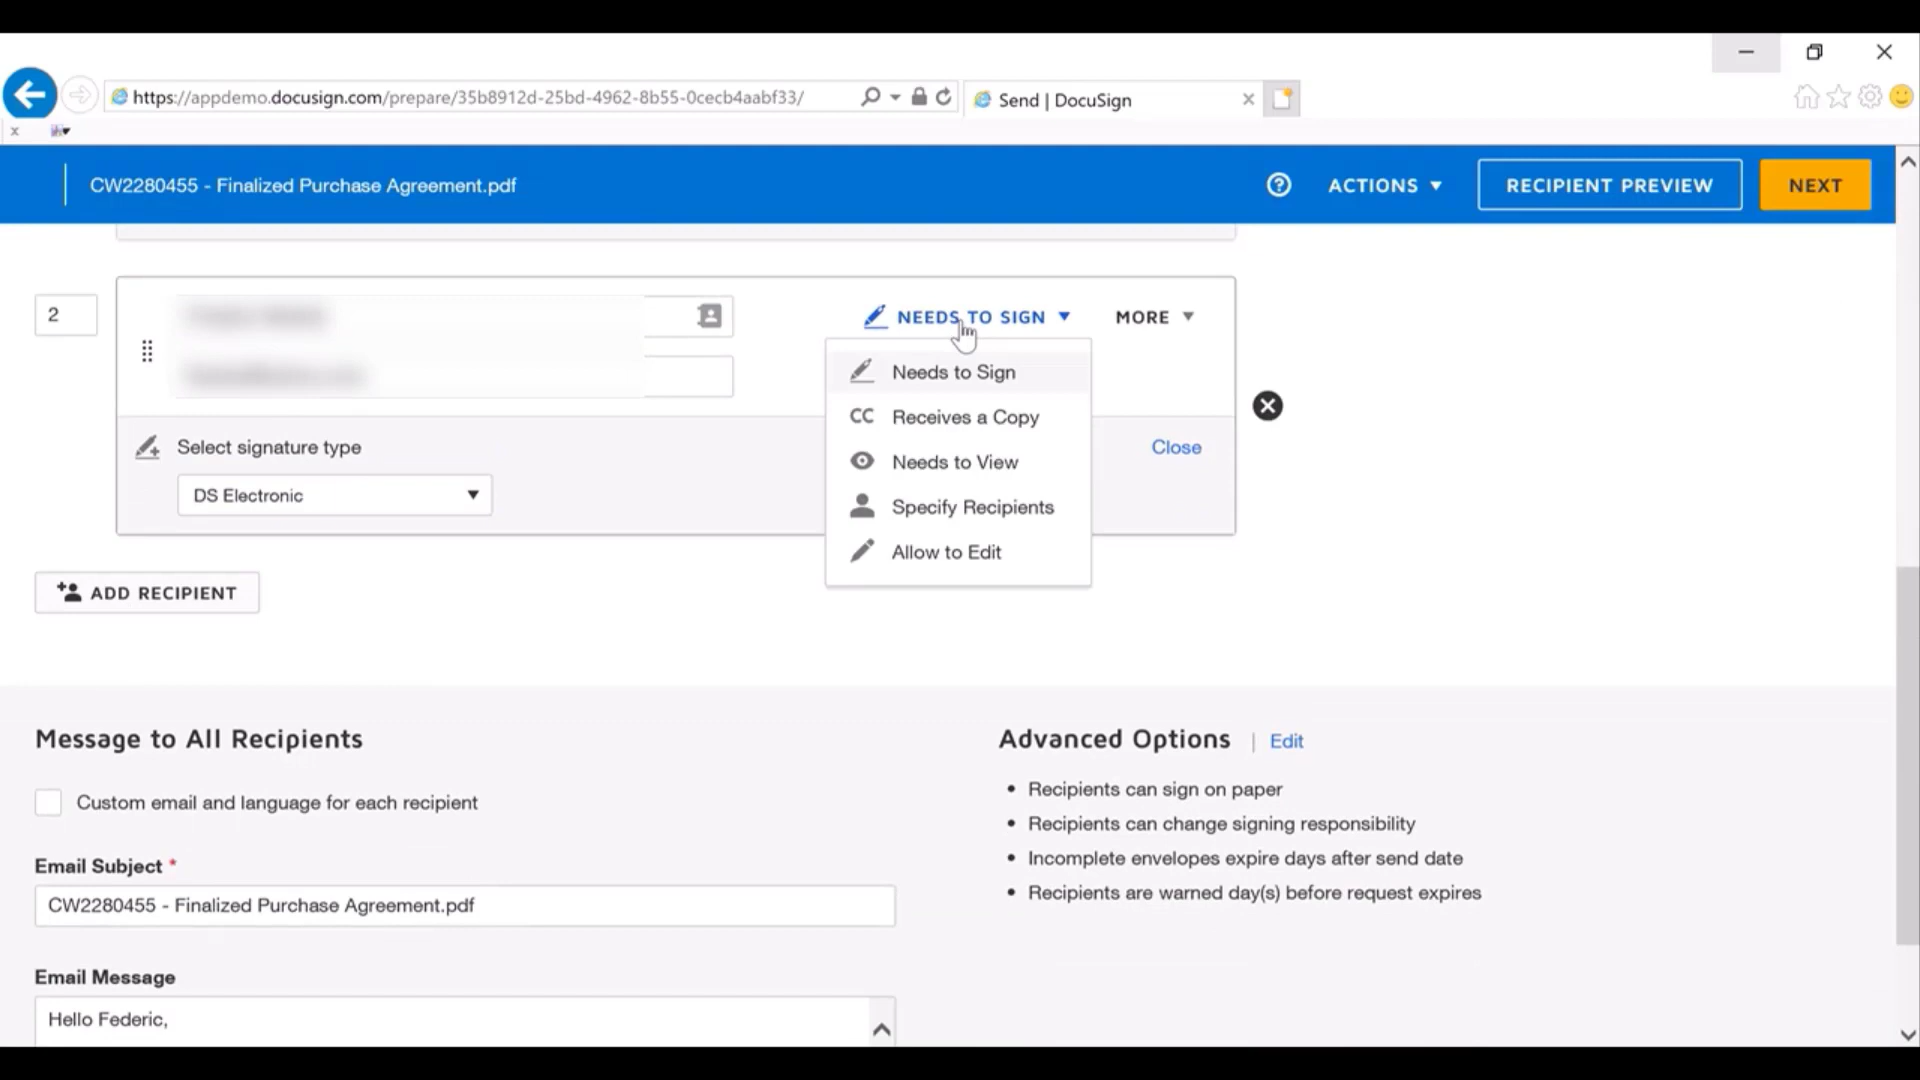 https://appdemo.docusign.com/prepare/35b8912d-25bd-4962-8b55-0cecb4aabf33/
Send | DocuSign
x
CW2280455 - Finalized Purchase Agreement.pdf
ACTIONS
RECIPIENT PREVIEW
NEXT
2
NEEDS TO SIGN
MORE
Needs to Sign
CC Receives a Copy
Needs to View
Specify Recipients
Allow to Edit
Select signature type
Close
DS Electronic
ADD RECIPIENT
Message to All Recipients
Custom email and language for each recipient
Email Subject *
CW2280455 - Finalized Purchase Agreement.pdf
Email Message
Hello Federic,
Advanced Options | Edit
• Recipients can sign on paper
• Recipients can change signing responsibility
• Incomplete envelopes expire days after send date
• Recipients are warned day(s) before request expires